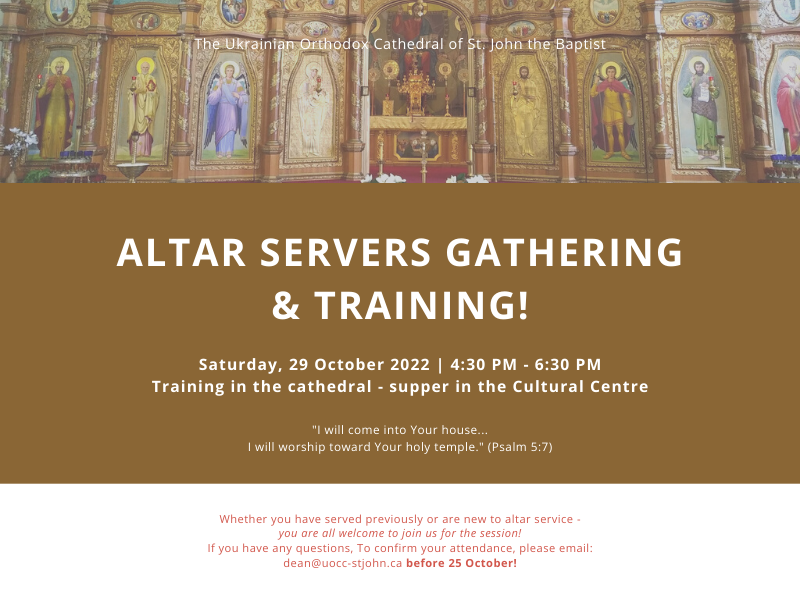 The Ukrainian Orthodox Cathedral of St. John the Baptist
ALTAR SERVERS GATHERING
& TRAINING!
Saturday, 29 October 2022 | 4:30 PM - 6:30 PM
Training in the cathedral - supper in the Cultural Centre
"I will come into Your house...
I will worship toward Your holy temple." (Psalm 5:7)
Whether you have served previously or are new to altar service -
you are all welcome to join us for the session!
If you have any questions, To confirm your attendance, please email:
dean@uocc-stjohn.ca before 25 October!